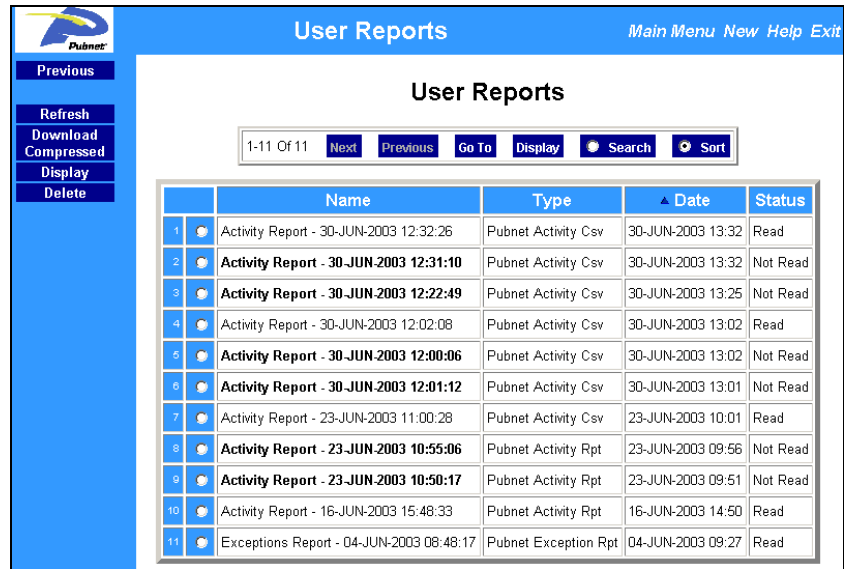 Pubnet
User Reports
Main Menu New Help Exit
Previous
Refresh
Download
Compressed
Display
Delete
User Reports
1-11 Of 11 Next Previous Go To Display Search Sort
Name Type Date Status
1 Activity Report - 30-JUN-2003 12:32:26 Pubnet Activity Csv 30-JUN-2003 13:32 Read
2 Activity Report - 30-JUN-2003 12:31:10 Pubnet Activity Csv 30-JUN-2003 13:32 Not Read
3 Activity Report - 30-JUN-2003 12:22:49 Pubnet Activity Csv 30-JUN-2003 13:25 Not Read
4 Activity Report - 30-JUN-2003 12:02:08 Pubnet Activity Csv 30-JUN-2003 13:02 Read
5 Activity Report - 30-JUN-2003 12:00:06 Pubnet Activity Csv 30-JUN-2003 13:02 Not Read
6 Activity Report - 30-JUN-2003 12:01:12 Pubnet Activity Csv 30-JUN-2003 13:01 Not Read
7 Activity Report - 23-JUN-2003 11:00:28 Pubnet Activity Csv 23-JUN-2003 10:01 Read
8 Activity Report - 23-JUN-2003 10:55:06 Pubnet Activity Rpt 23-JUN-2003 09:56 Not Read
9 Activity Report - 23-JUN-2003 10:50:17 Pubnet Activity Rpt 23-JUN-2003 09:51 Not Read
10 Activity Report - 16-JUN-2003 15:48:33 Pubnet Activity Rpt 16-JUN-2003 14:50 Read
11 Exceptions Report - 04-JUN-2003 08:48:17 Pubnet Exception Rpt 04-JUN-2003 09:27 Read